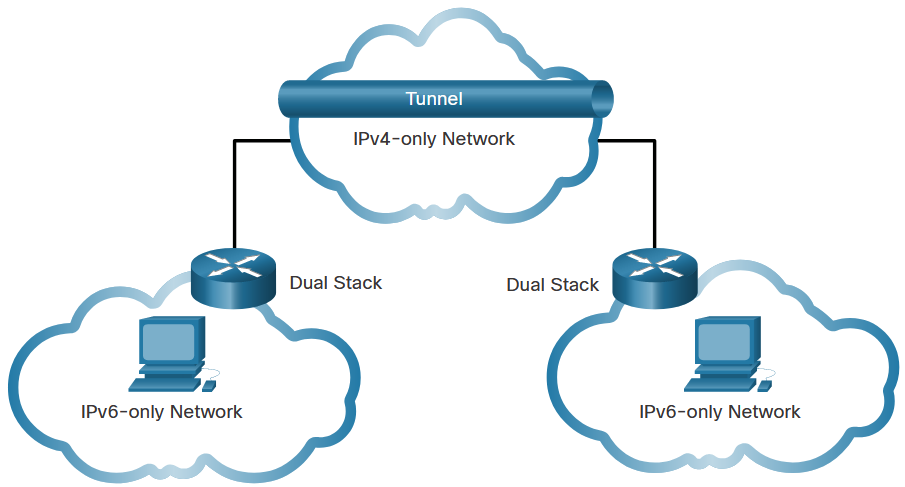 Tunnel
IPv4-only Network
Dual Stack
Dual Stack
IPv6-only Network
IPv6-only Network